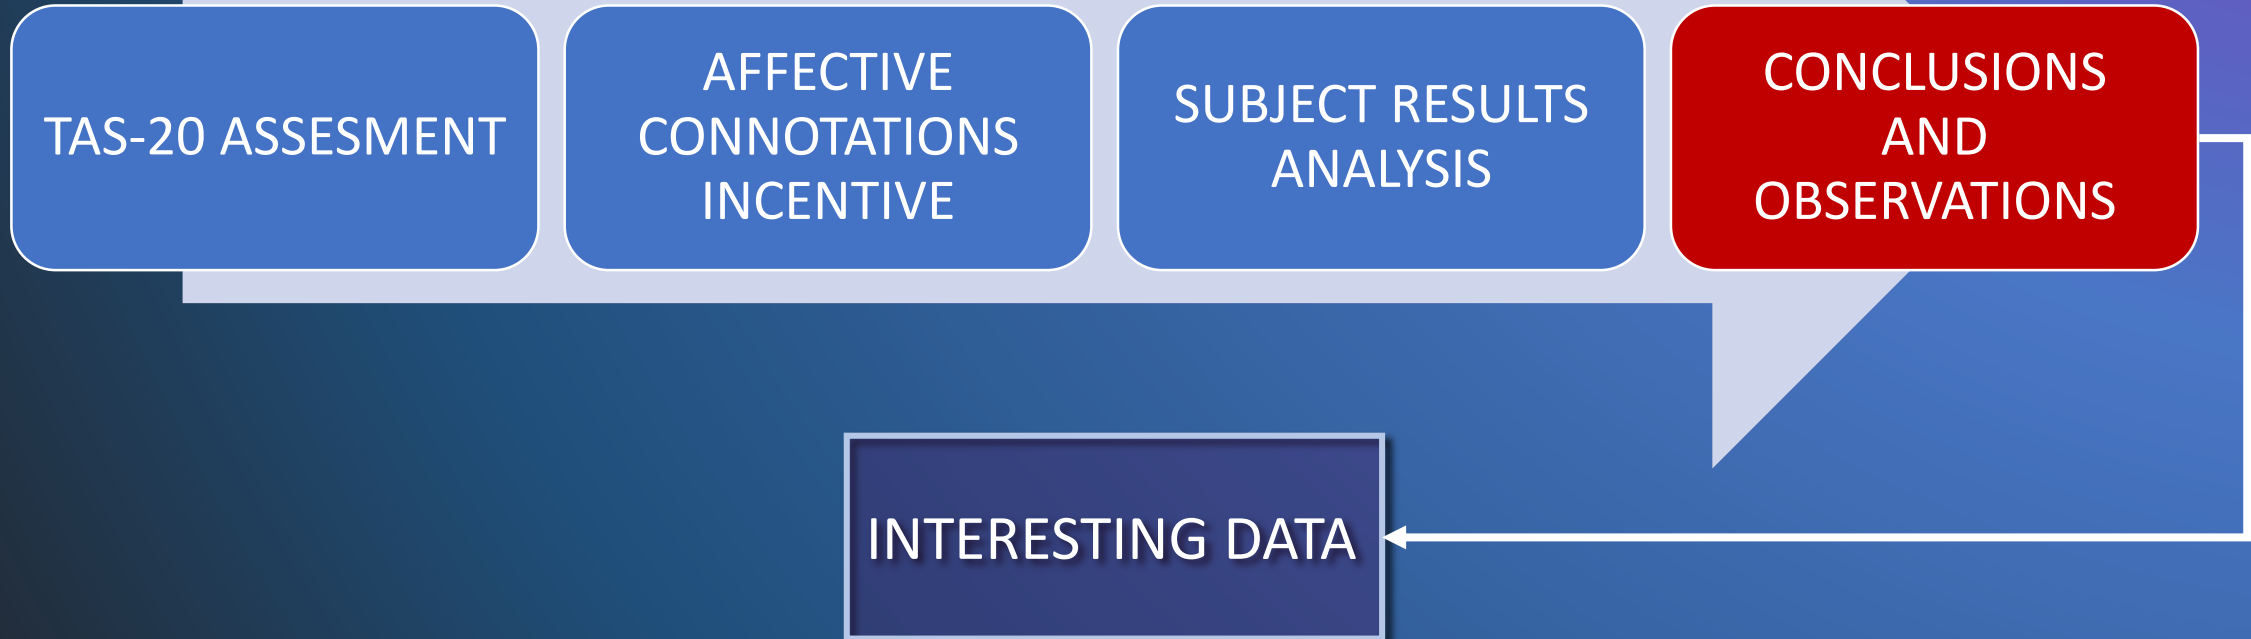 TAS-20 ASSESMENT
AFFECTIVE
CONNOTATIONS
INCENTIVE
SUBJECT RESULTS
ANALYSIS
CONCLUSIONS
AND
OBSERVATIONS
INTERESTING DATA